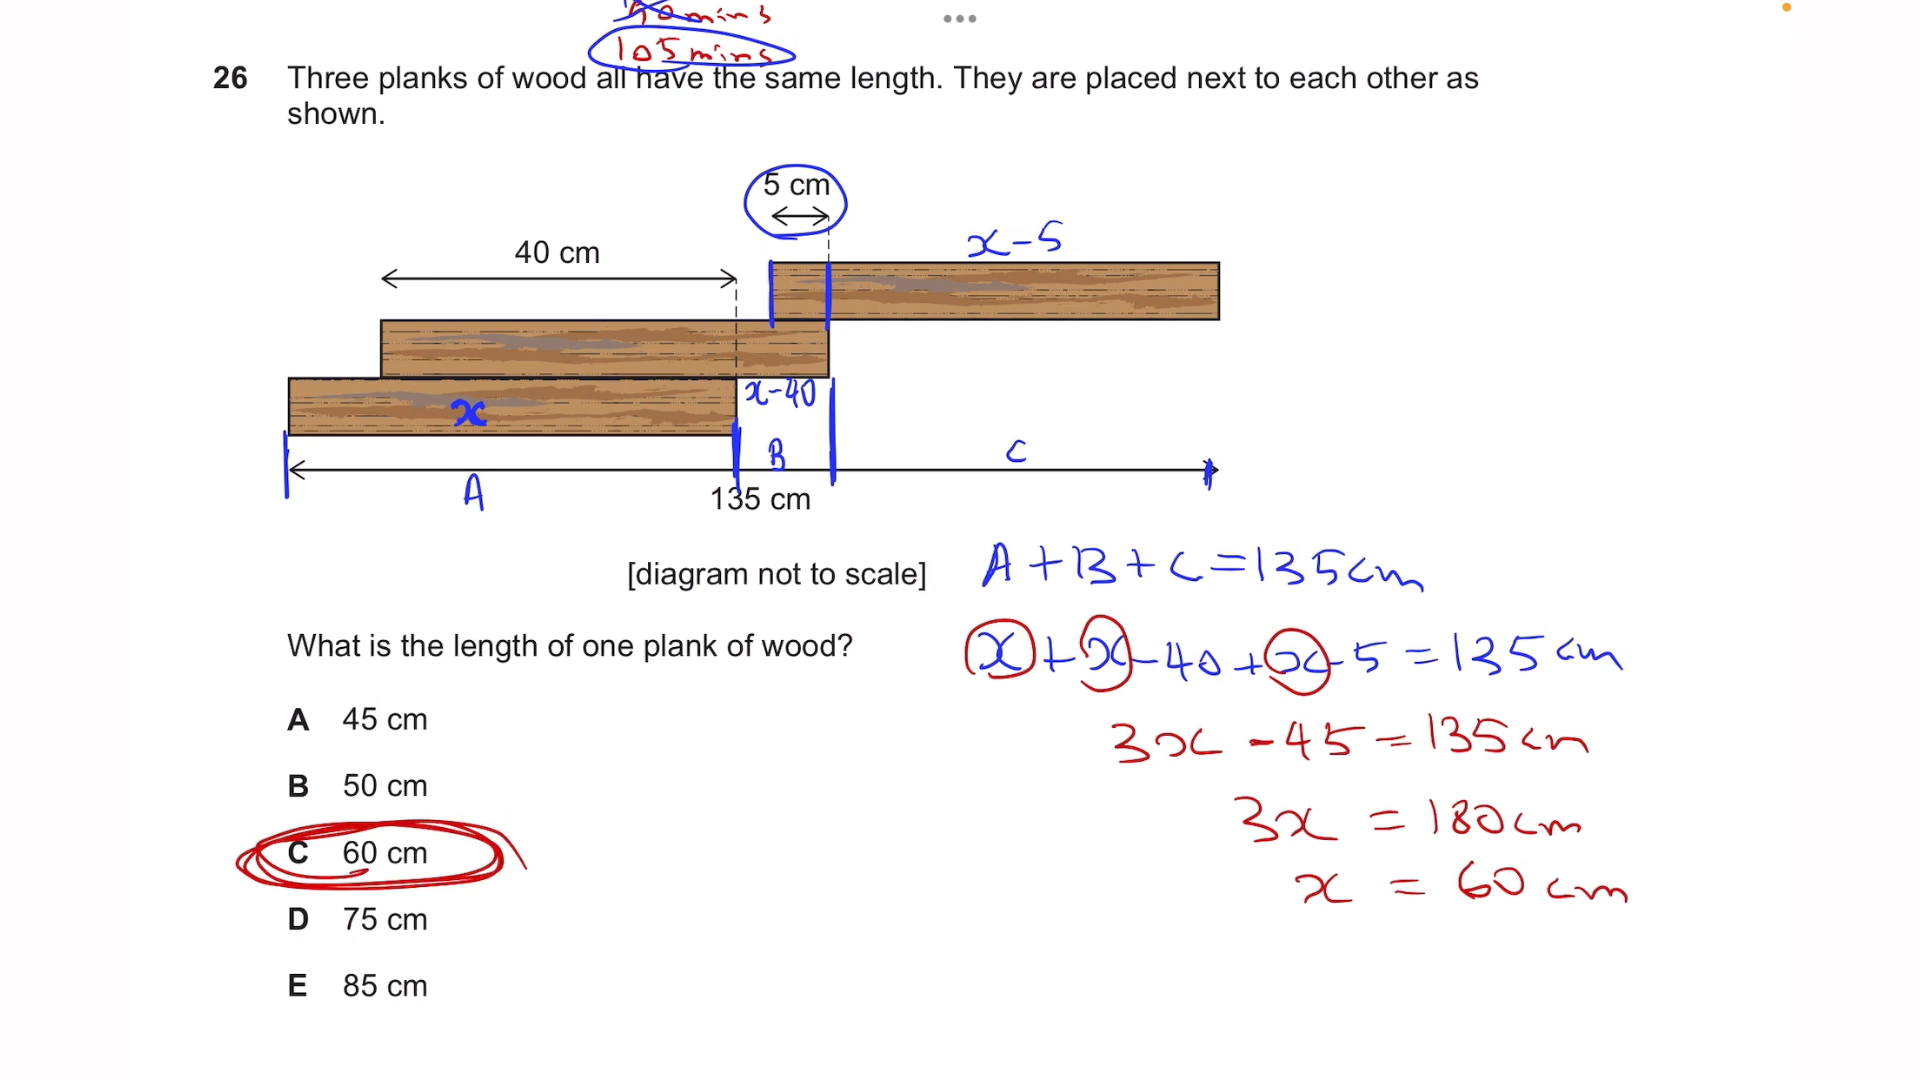 mins
105 mins
26 Three planks of wood all have the same length. They are placed next to each other as
shown.
5 cm
x-5
40 cm
x-40
x
B
C
A
135 cm
A+B+C=135cm
[diagram not to scale]
x+x-40+x-5=135cm
What is the length of one plank of wood?
3x-45=135cm
A 45 cm
B 50 cm
3x=180cm
C 60 cm
x=60cm
D 75 cm
E 85 cm